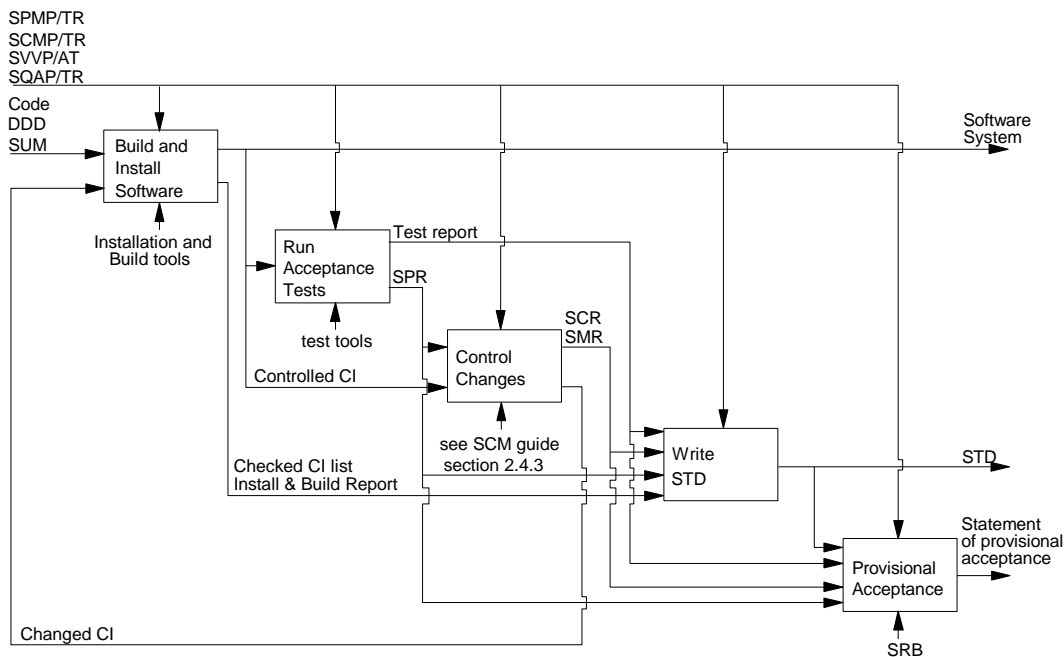 SPMP/TR
SCMP/TR
SVVP/AT
SQAP/TR
Code
DDD
SUM
Build and
Install
Software
Software
System
Installation and
Build tools
Test report
Run
Acceptance
Tests
SPR
test tools
SCR
SMR
Control
Changes
Controlled CI
see SCM guide
section 2.4.3
Write
STD
STD
Checked CI list
Install & Build Report
Statement
of provisional
acceptance
Provisional
Acceptance
Changed CI
SRB